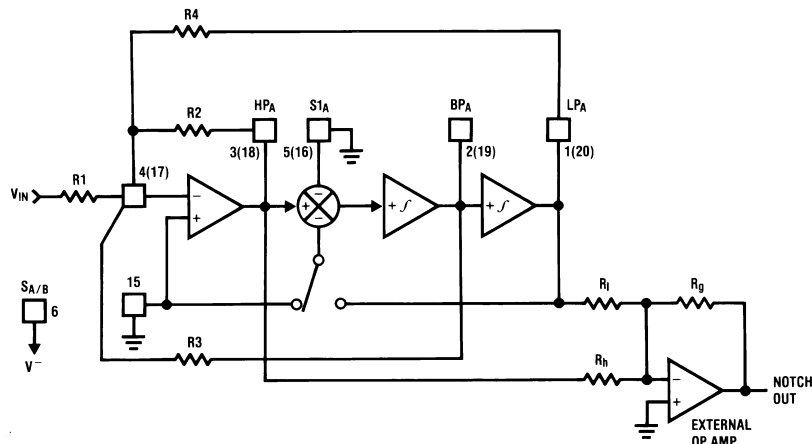 R4
R2
HPA
S1A
BPA
LPA
3(18)
5(16)
2(19)
1(20)
4(17)
VIN
R1
−
+
+
−
−
+ ∫
+ ∫
15
SA/B
6
V−
R3
Rl
Rg
Rh
−
+
NOTCH
OUT
EXTERNAL
OP AMP